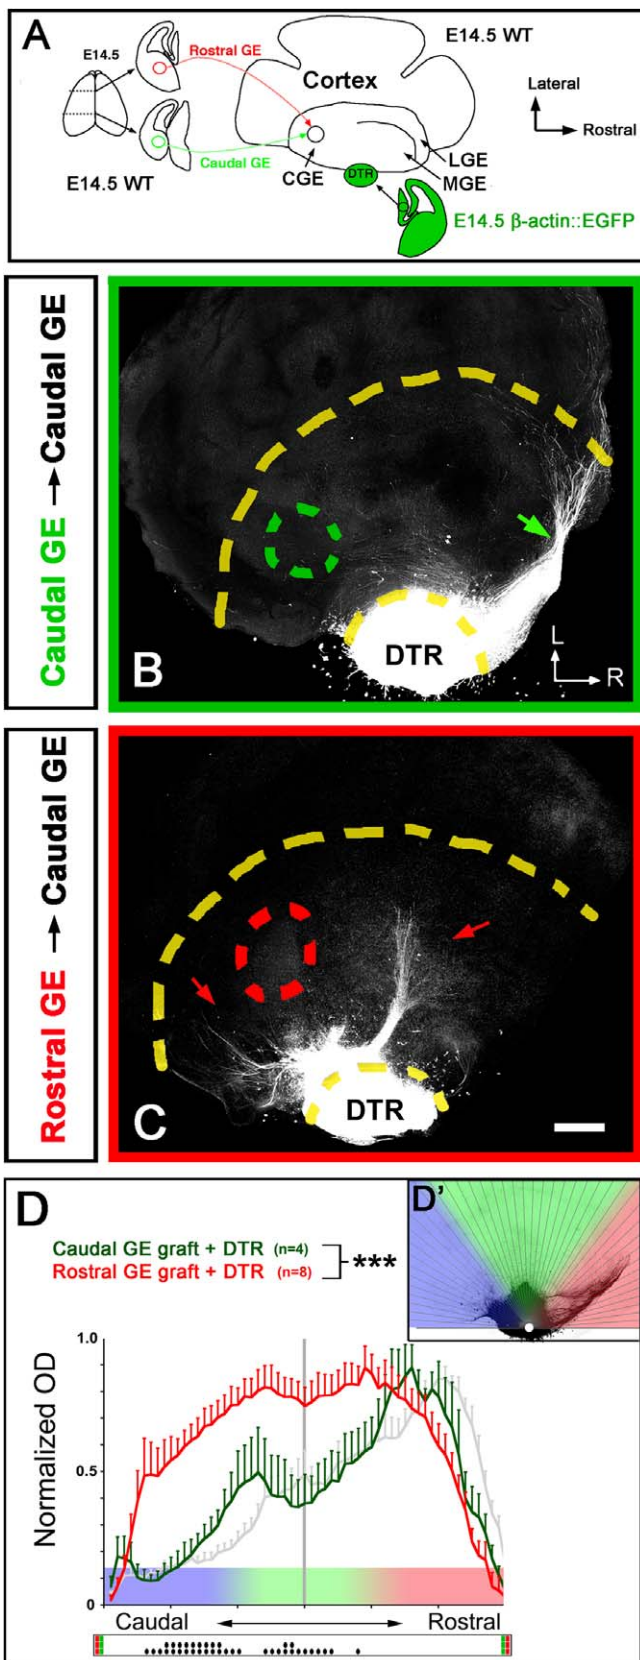 A
E14.5
Rostral GE
E14.5 WT
Cortex
Lateral
Rostral
Caudal GE
E14.5 WT
CGE
DTR
LGE
MGE
E14.5 β-actin::EGFP
Caudal GE → Caudal GE
B
DTR
L
R
Rostral GE → Caudal GE
C
DTR
D
D'
Caudal GE graft + DTR (n=4)
Rostral GE graft + DTR (n=8)
***
Normalized OD
1.0
0.5
0
Caudal
Rostral